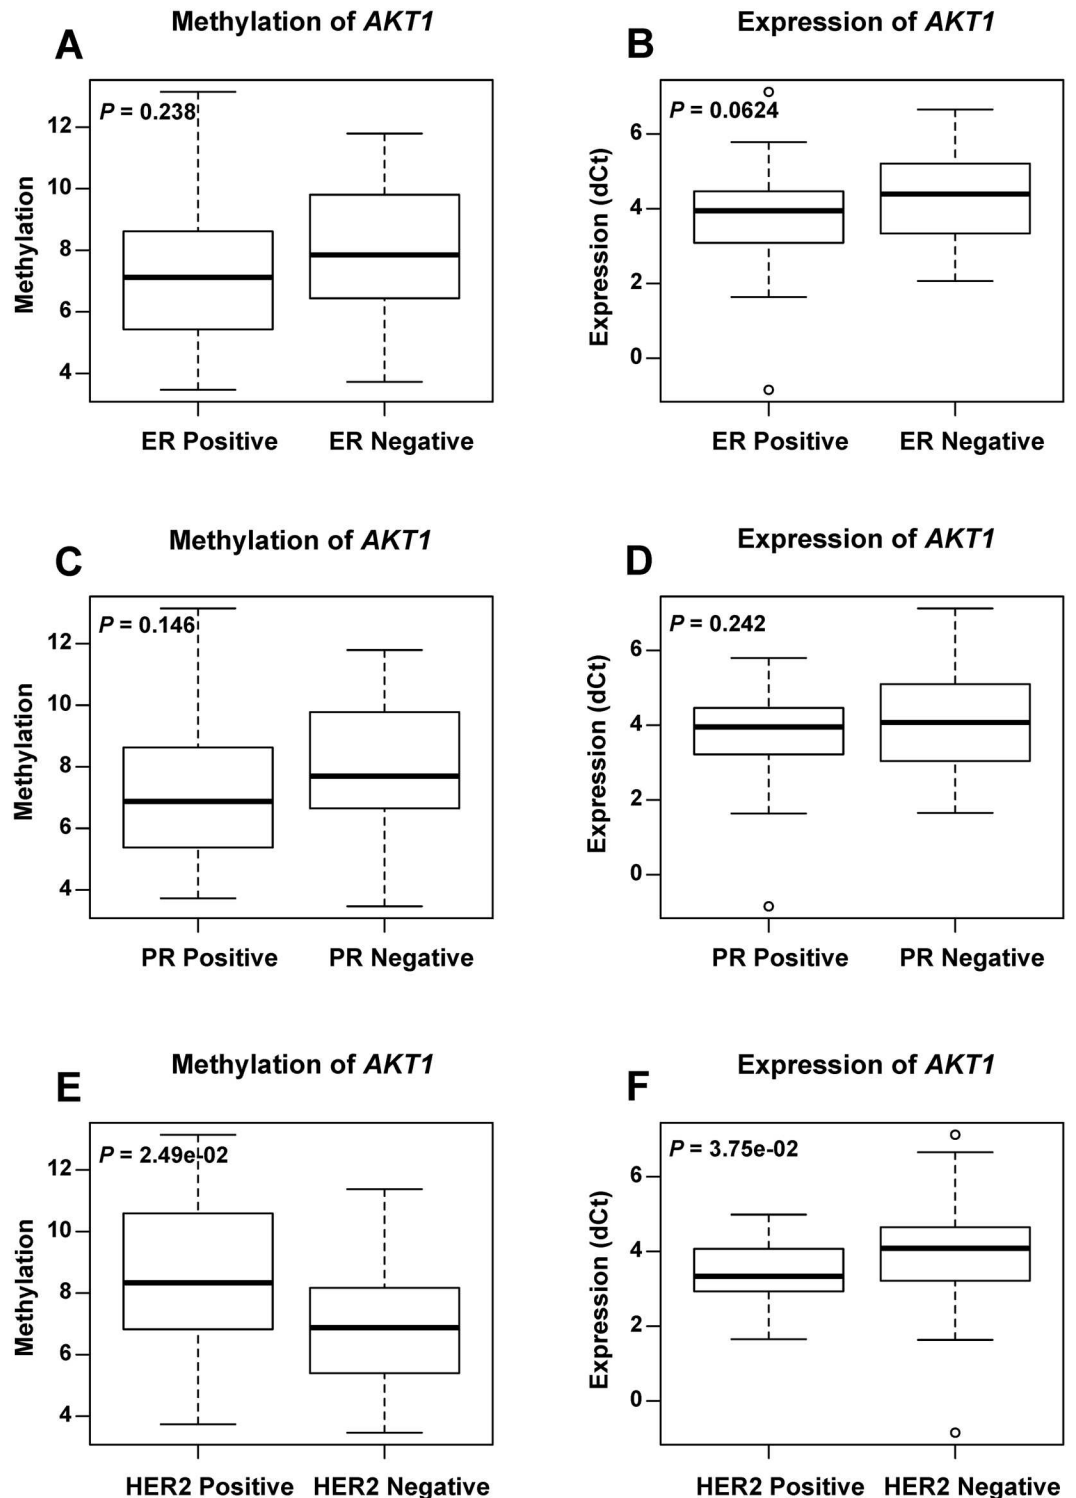 A
Methylation of AKT1
P = 0.238
Methylation
12
10
8
6
4
ER Positive
ER Negative
B
Expression of AKT1
P = 0.0624
Expression (dCt)
6
4
2
0
ER Positive
ER Negative
C
Methylation of AKT1
P = 0.146
Methylation
12
10
8
6
4
PR Positive
PR Negative
D
Expression of AKT1
P = 0.242
Expression (dCt)
6
4
2
0
PR Positive
PR Negative
E
Methylation of AKT1
P = 2.49e-02
Methylation
12
10
8
6
4
HER2 Positive
HER2 Negative
F
Expression of AKT1
P = 3.75e-02
Expression (dCt)
6
4
2
0
HER2 Positive
HER2 Negative